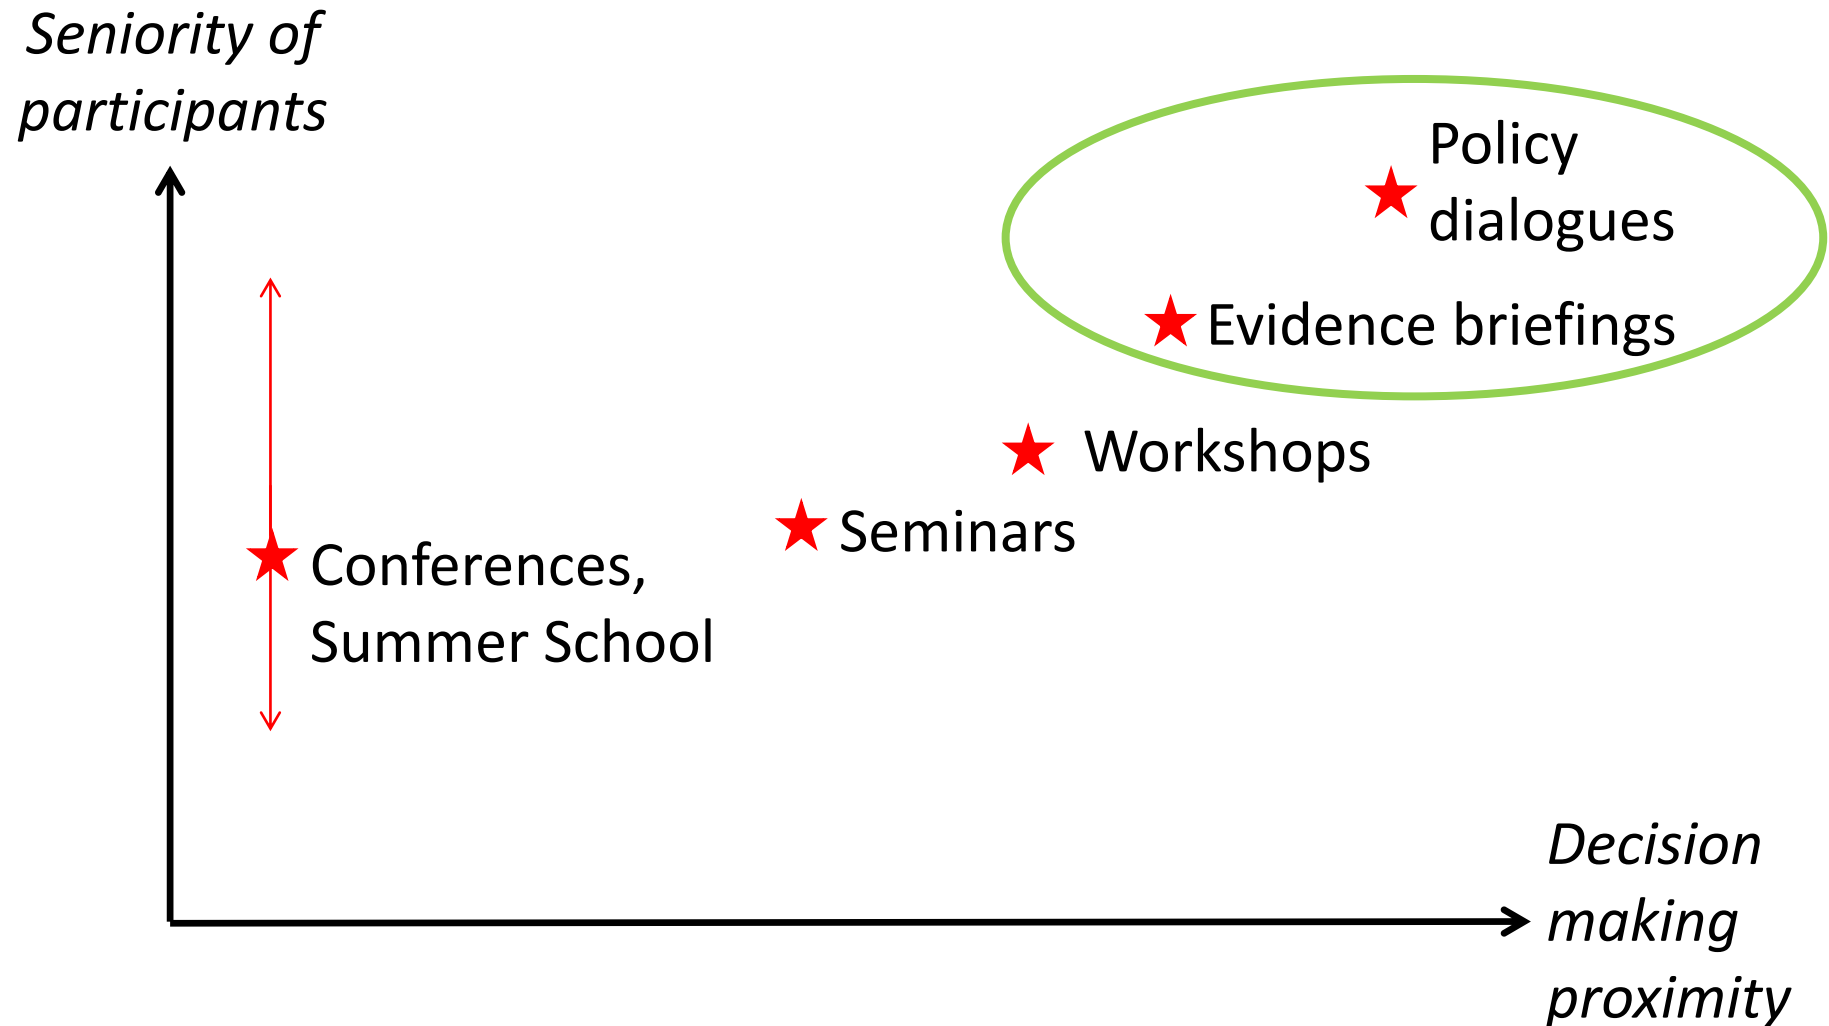 Seniority of
participants
Policy
dialogues
Evidence briefings
Workshops
Seminars
Conferences,
Summer School
Decision
making
proximity